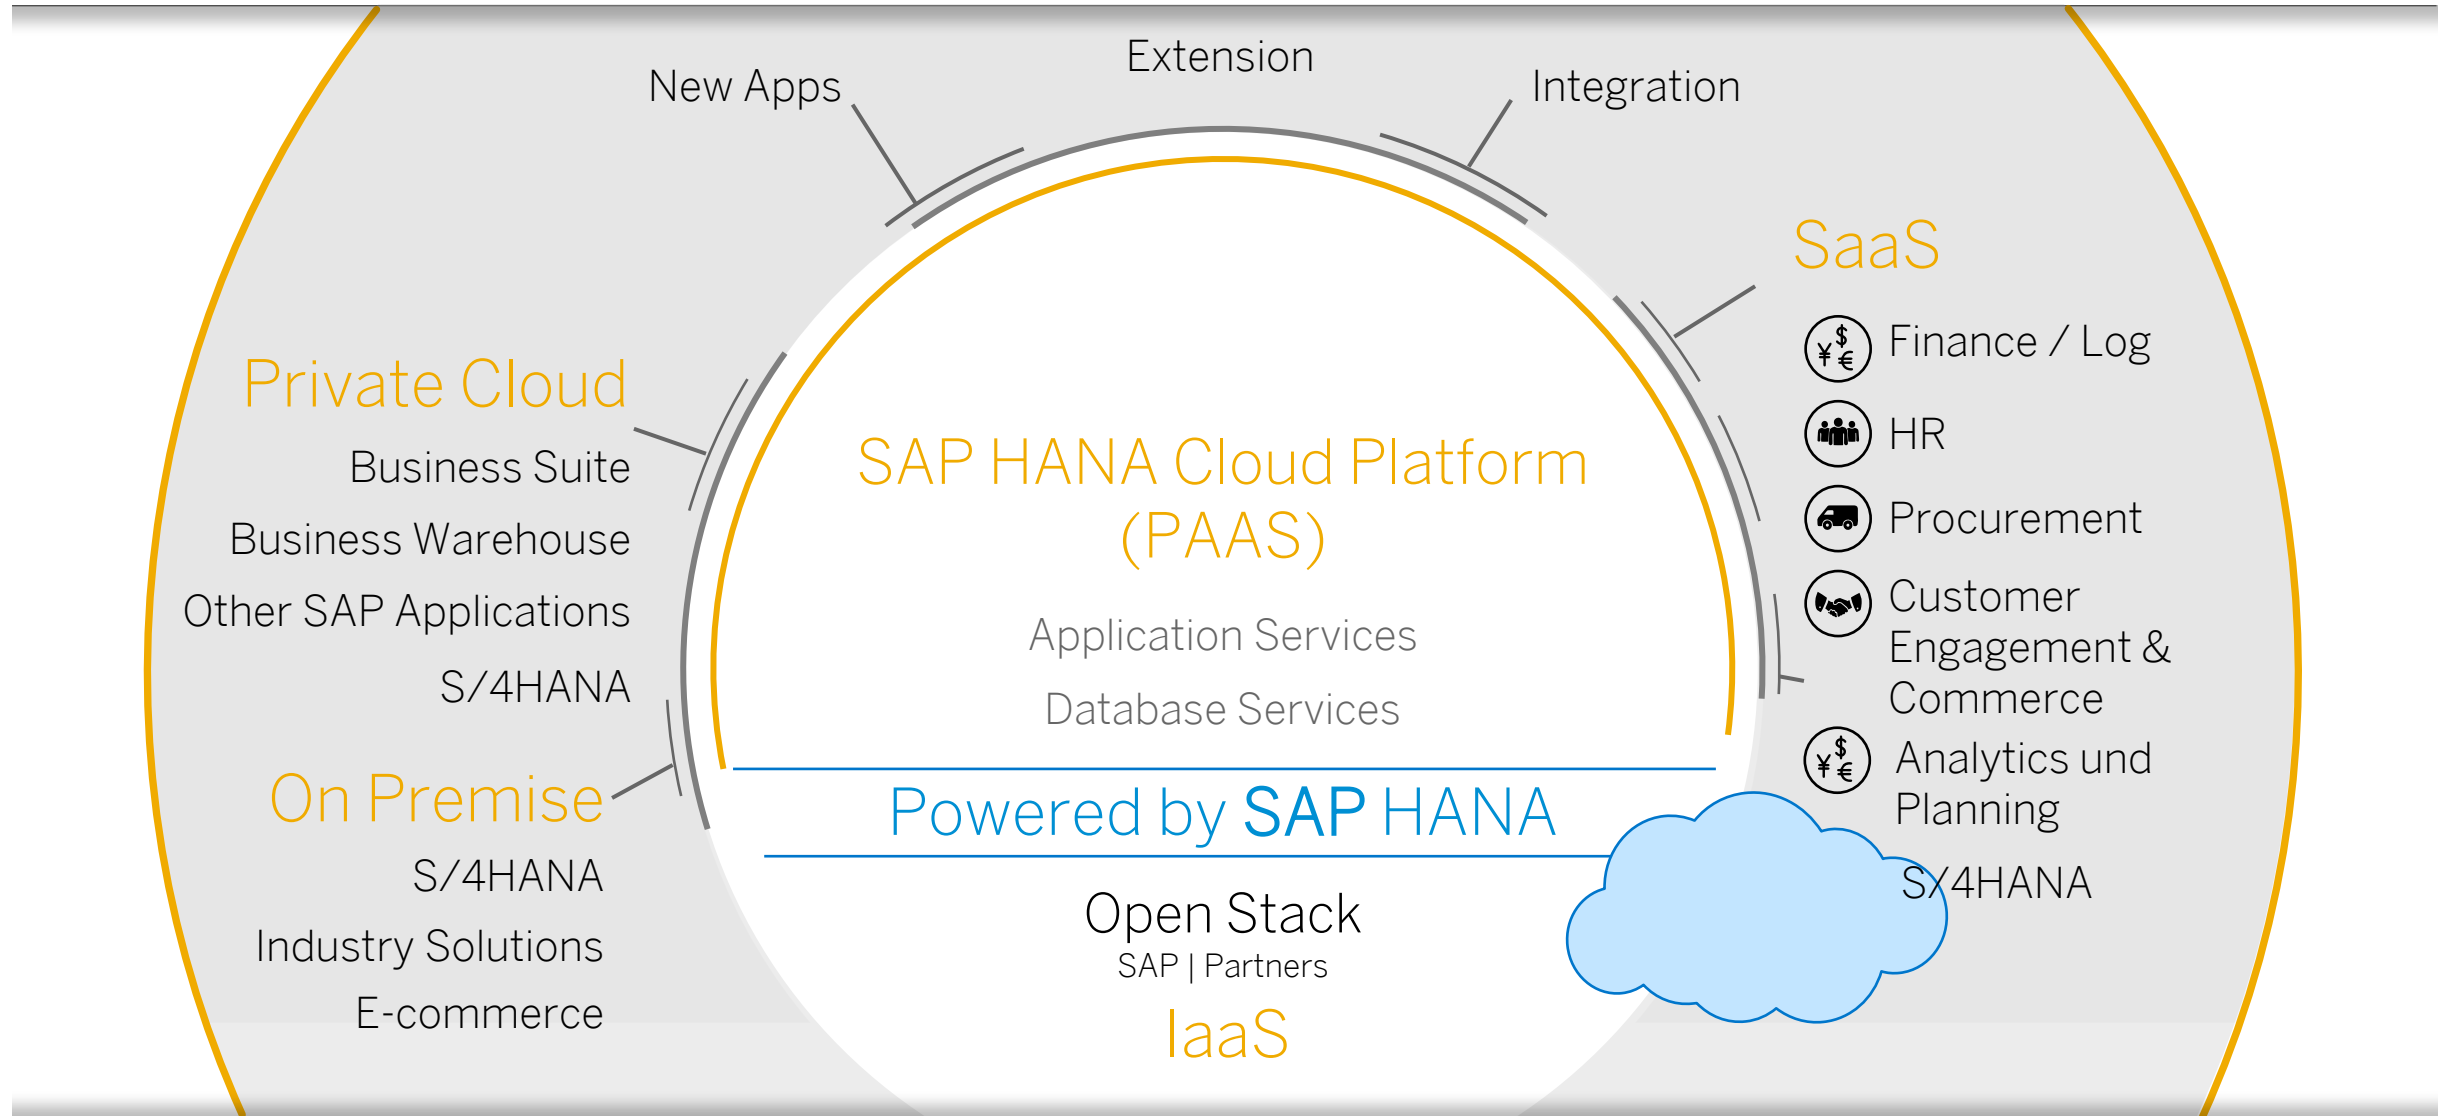 New Apps
Extension
Integration
Private Cloud
Business Suite
Business Warehouse
Other SAP Applications
S/4HANA
On Premise
S/4HANA
Industry Solutions
E-commerce
SAP HANA Cloud Platform
(PAAS)
Application Services
Database Services
Powered by SAP HANA
Open Stack
SAP | Partners
IaaS
SaaS
$
¥ €
Finance / Log
HR
Procurement
Customer
Engagement &
Commerce
$
¥ €
Analytics und
Planning
S/4HANA